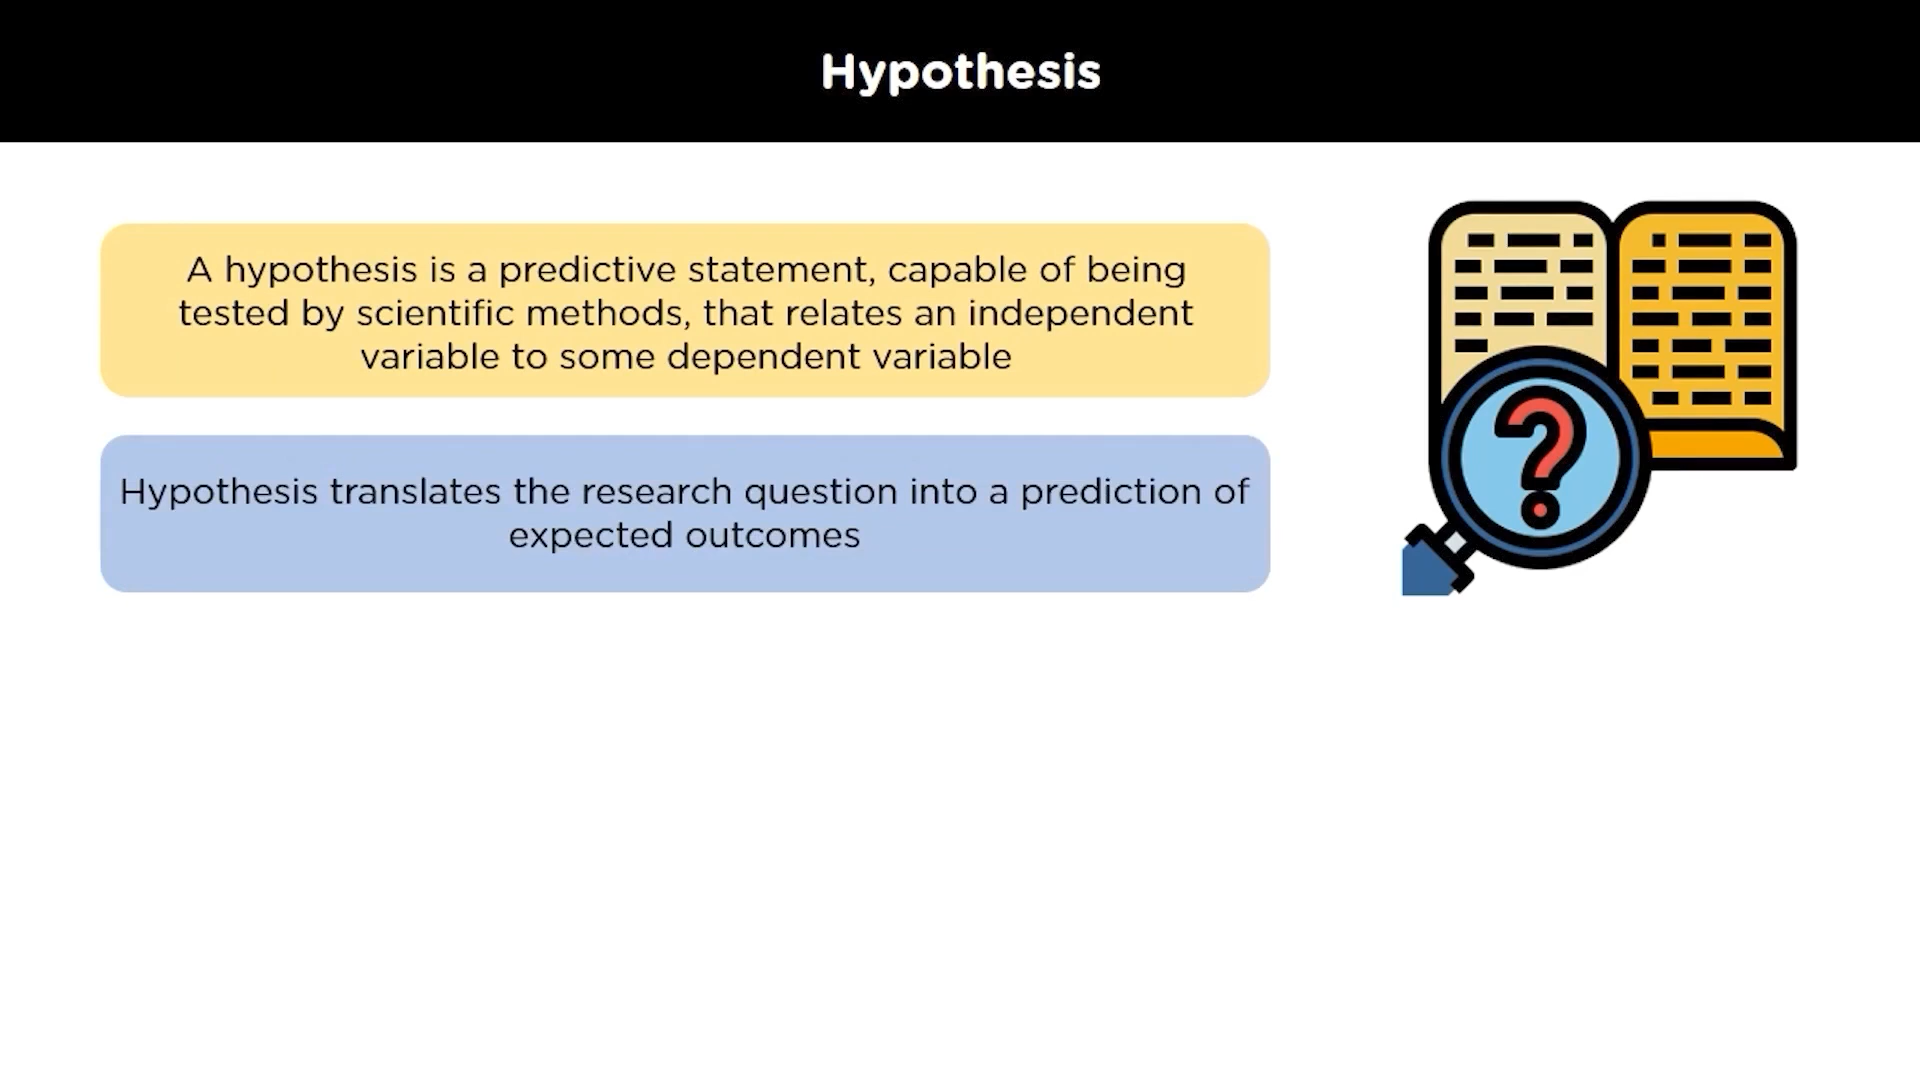 Hypothesis
A hypothesis is a predictive statement, capable of being
tested by scientific methods, that relates an independent
variable to some dependent variable
Hypothesis translates the research question into a prediction of
expected outcomes
?